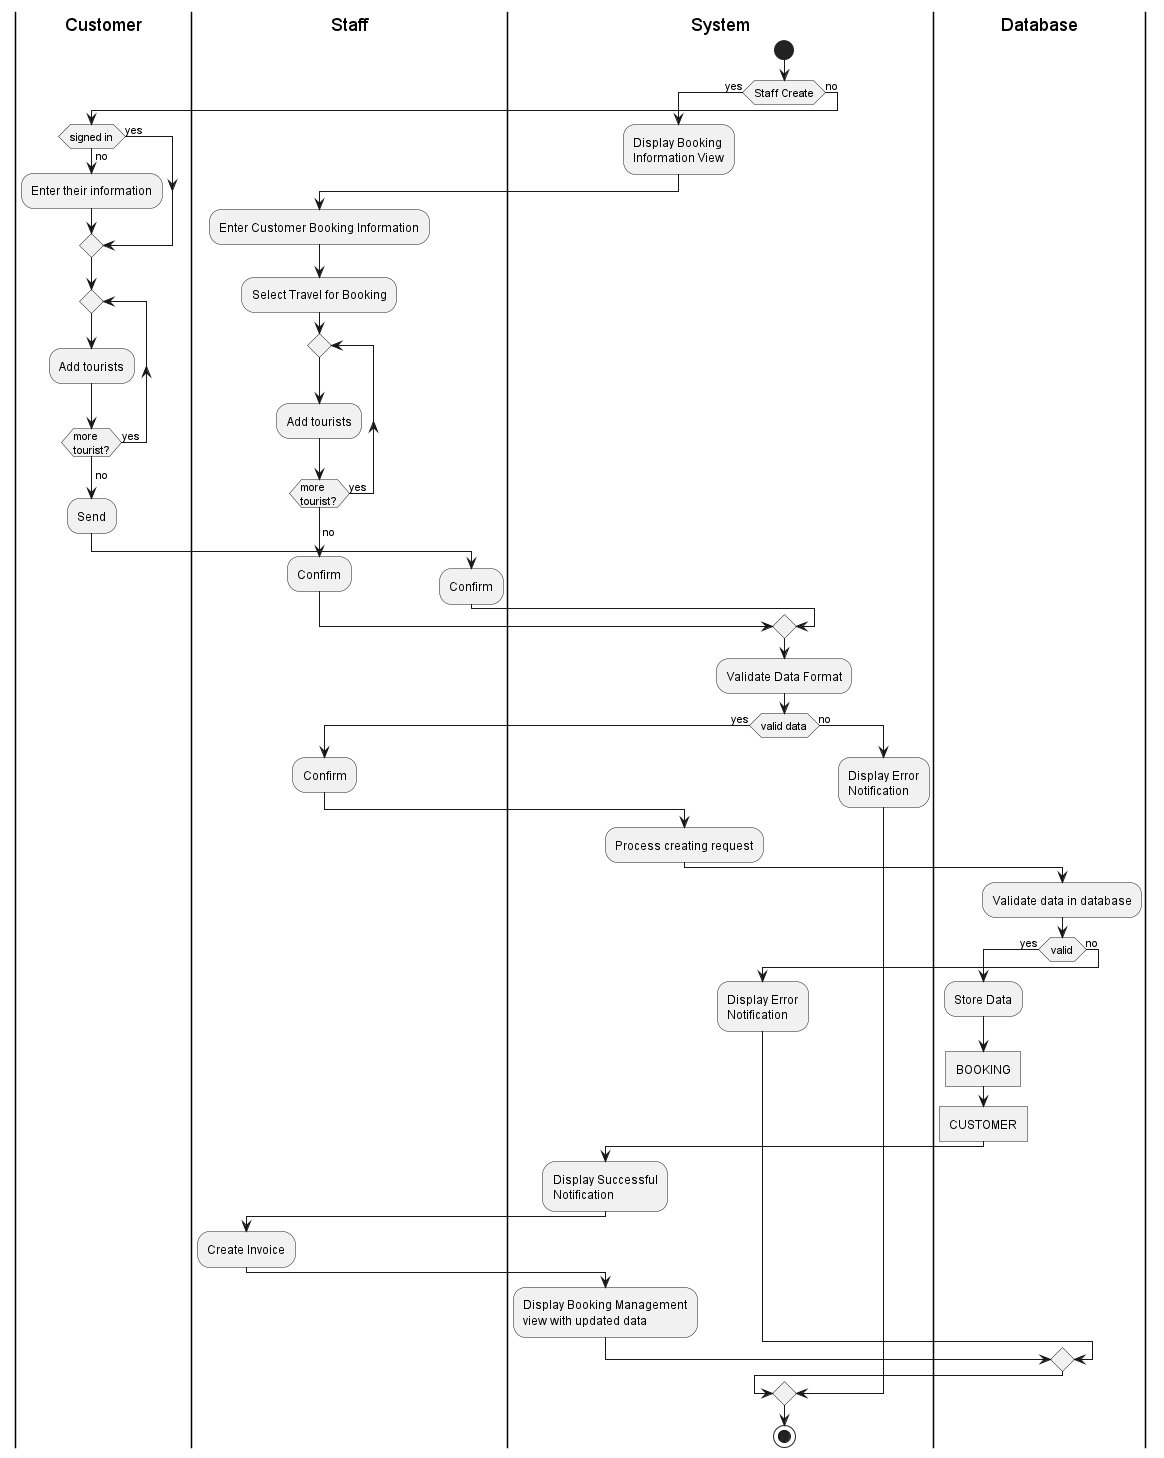 Customer
Staff
System
Database
yes
Staff Create
no
signed in
yes
no
Display Booking
Information View
Enter their information
Enter Customer Booking Information
Select Travel for Booking
Add tourists
Add tourists
more
tourist?
yes
no
more
tourist?
yes
no
Send
Confirm
Confirm
Validate Data Format
yes
valid data
no
Confirm
Display Error
Notification
Process creating request
Validate data in database
yes
valid
no
Display Error
Notification
Store Data
BOOKING
CUSTOMER
Display Successful
Notification
Create Invoice
Display Booking Management
view with updated data